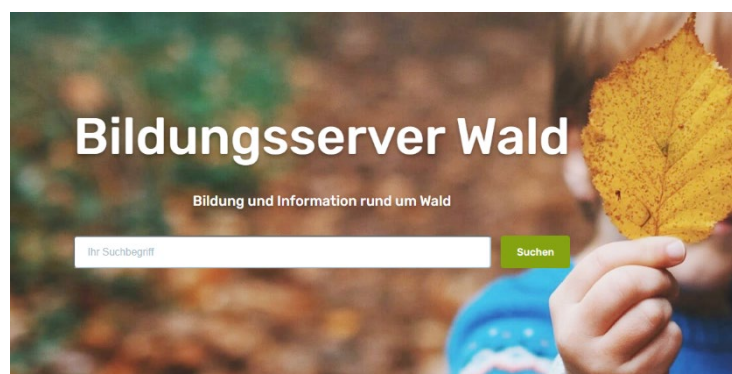 Bildungsserver Wald
Bildung und Information rund um Wald
Ihr Suchbegriff
Suchen